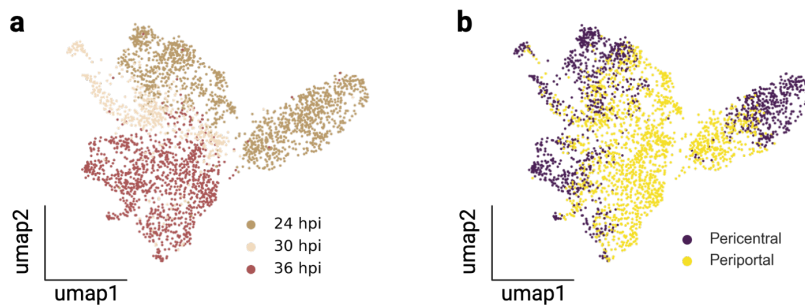 a
umap2
umap1
24 hpi
30 hpi
36 hpi
b
umap2
umap1
Pericentral
Periportal